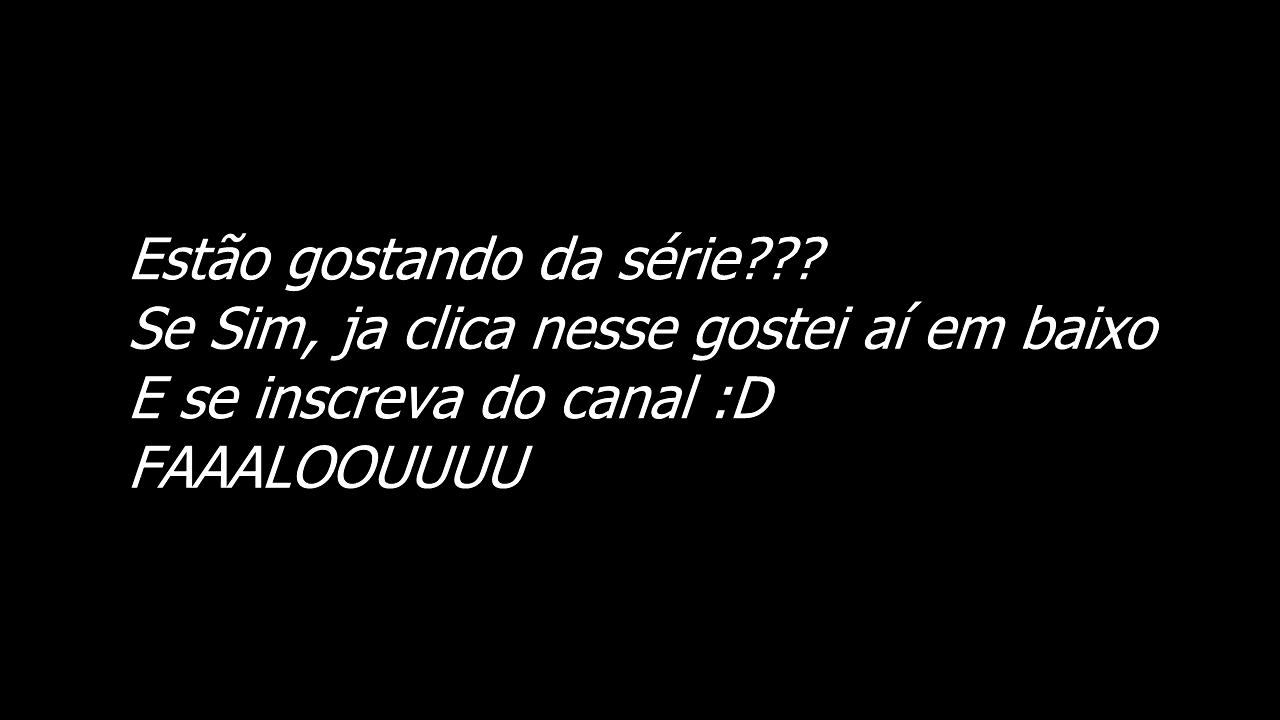 Estão gostando da série???
Se Sim, ja clica nesse gostei aí em baixo
E se inscreva do canal :D
FAAALOOUUUU